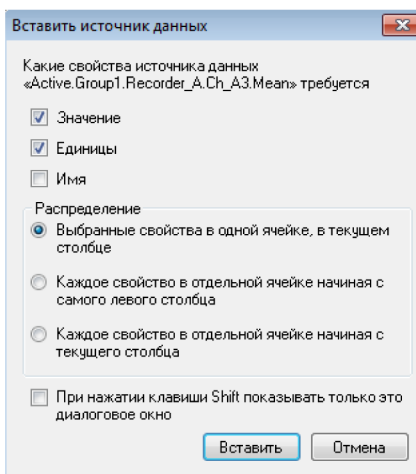 Вставить источник данных
Какие свойства источника данных
«Active.Group1.Recorder_A.Ch_A3.Mean» требуется
Значение
Единицы
Имя
Распределение
Выбранные свойства в одной ячейке, в текущем
столбце
Каждое свойство в отдельной ячейке начиная с
самого левого столбца
Каждое свойство в отдельной ячейке начиная с
текущего столбца
При нажатии клавиши Shift показывать только это
диалоговое окно
Вставить
Отмена